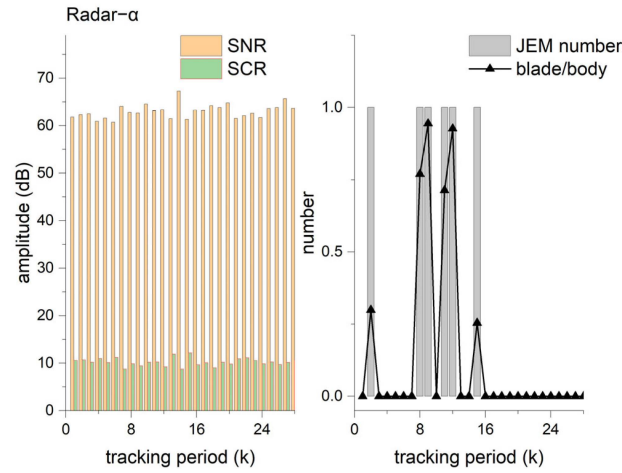 Radar−α
SNR
SCR
amplitude (dB)
70
60
50
40
30
20
10
0
0 8 16 24
tracking period (k)
JEM number
blade/body
number
1.0
0.5
0.0
0 8 16 24
tracking period (k)